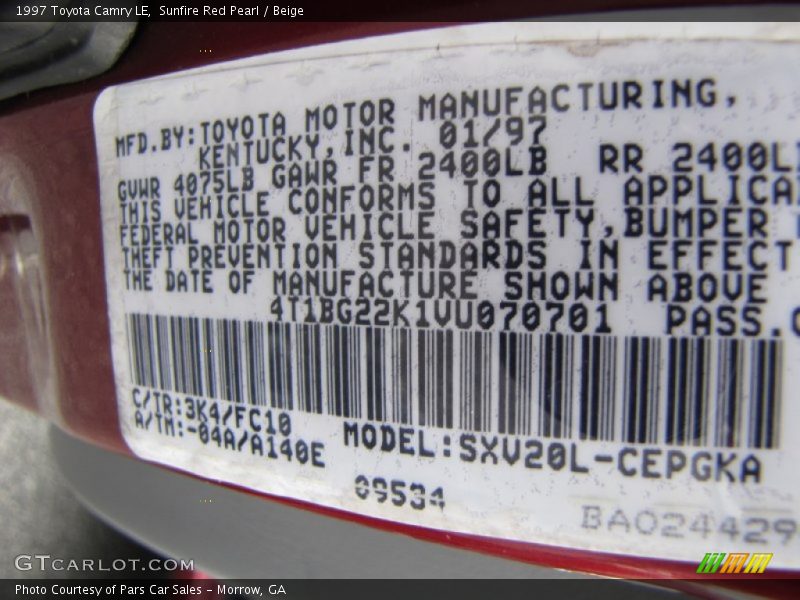 1997 Toyota Camry LE, Sunfire Red Pearl / Beige
MFD.BY:TOYOTA MOTOR MANUFACTURING,
KENTUCKY,INC. 01/97
GVWR 4075LB GAWR FR 2400LB RR 2400L
THIS VEHICLE CONFORMS TO ALL APPLICA
FEDERAL MOTOR VEHICLE SAFETY,BUMPER
THEFT PREVENTION STANDARDS IN EFFECT
THE DATE OF MANUFACTURE SHOWN ABOVE
4T1BG22K1VU070701 PASS.C
C/TR:3K4/FC10
A/TM:-04A/A140E
MODEL:SXV20L-CEPGKA
09534
BA024429
GTCarlot.com
Photo Courtesy of Pars Car Sales - Morrow, GA